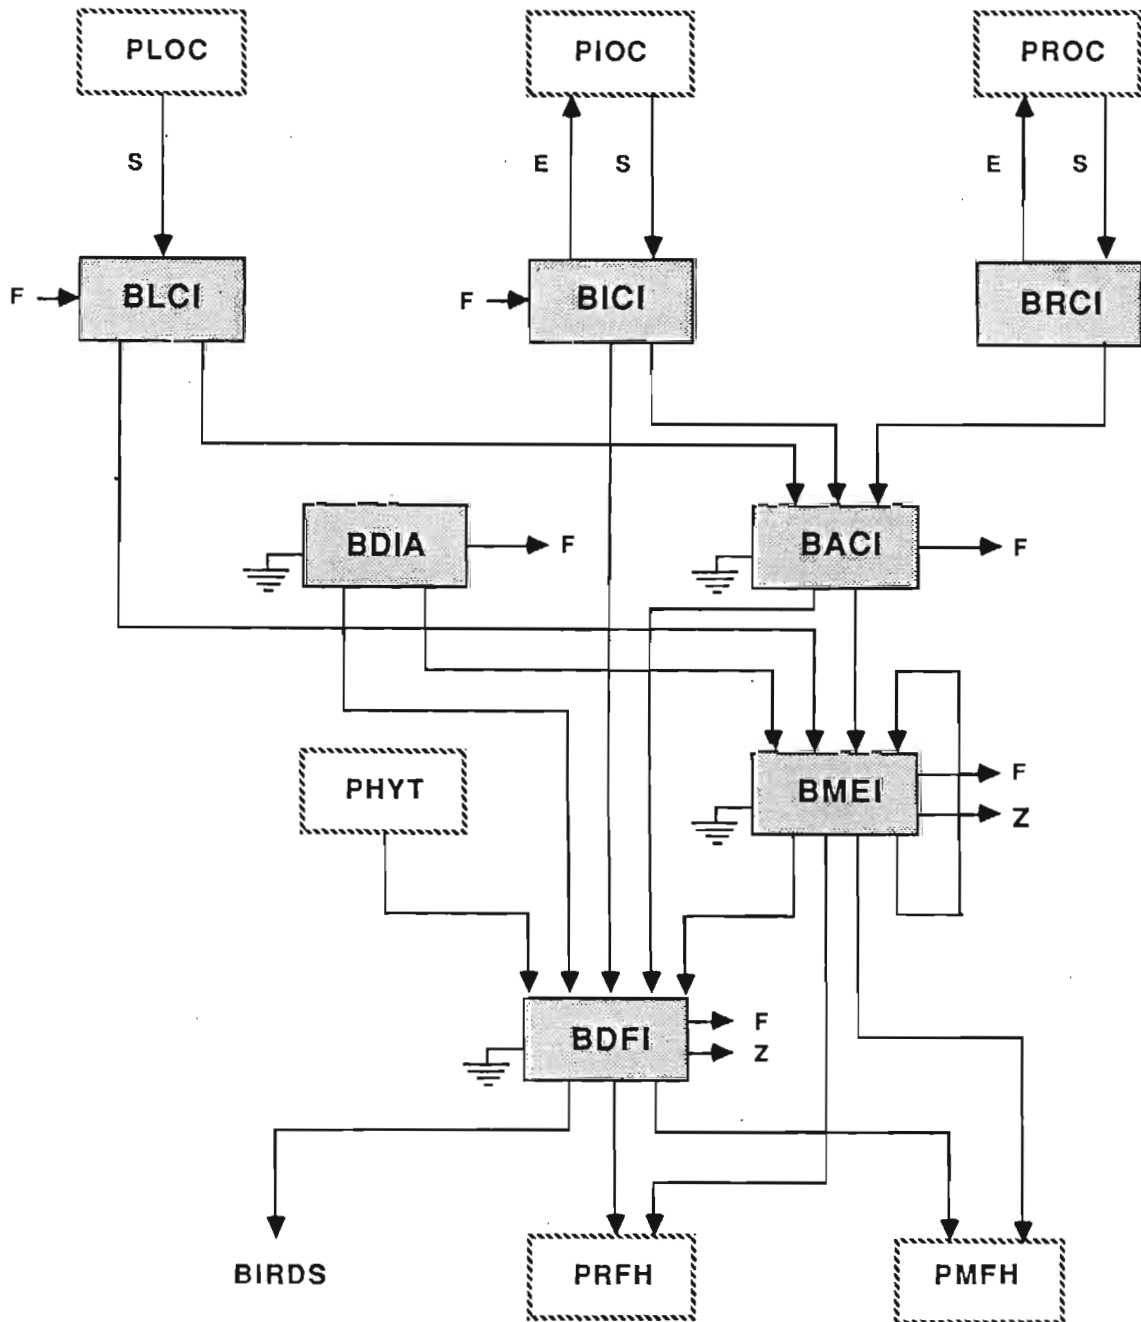 PLOC PIOC PROC
S E S E S
F BLCI F BICI BRCI
BDIA F BACI F
PHYT BMEI F
Z
BDFI F
Z
BIRDS PRFH PMFH